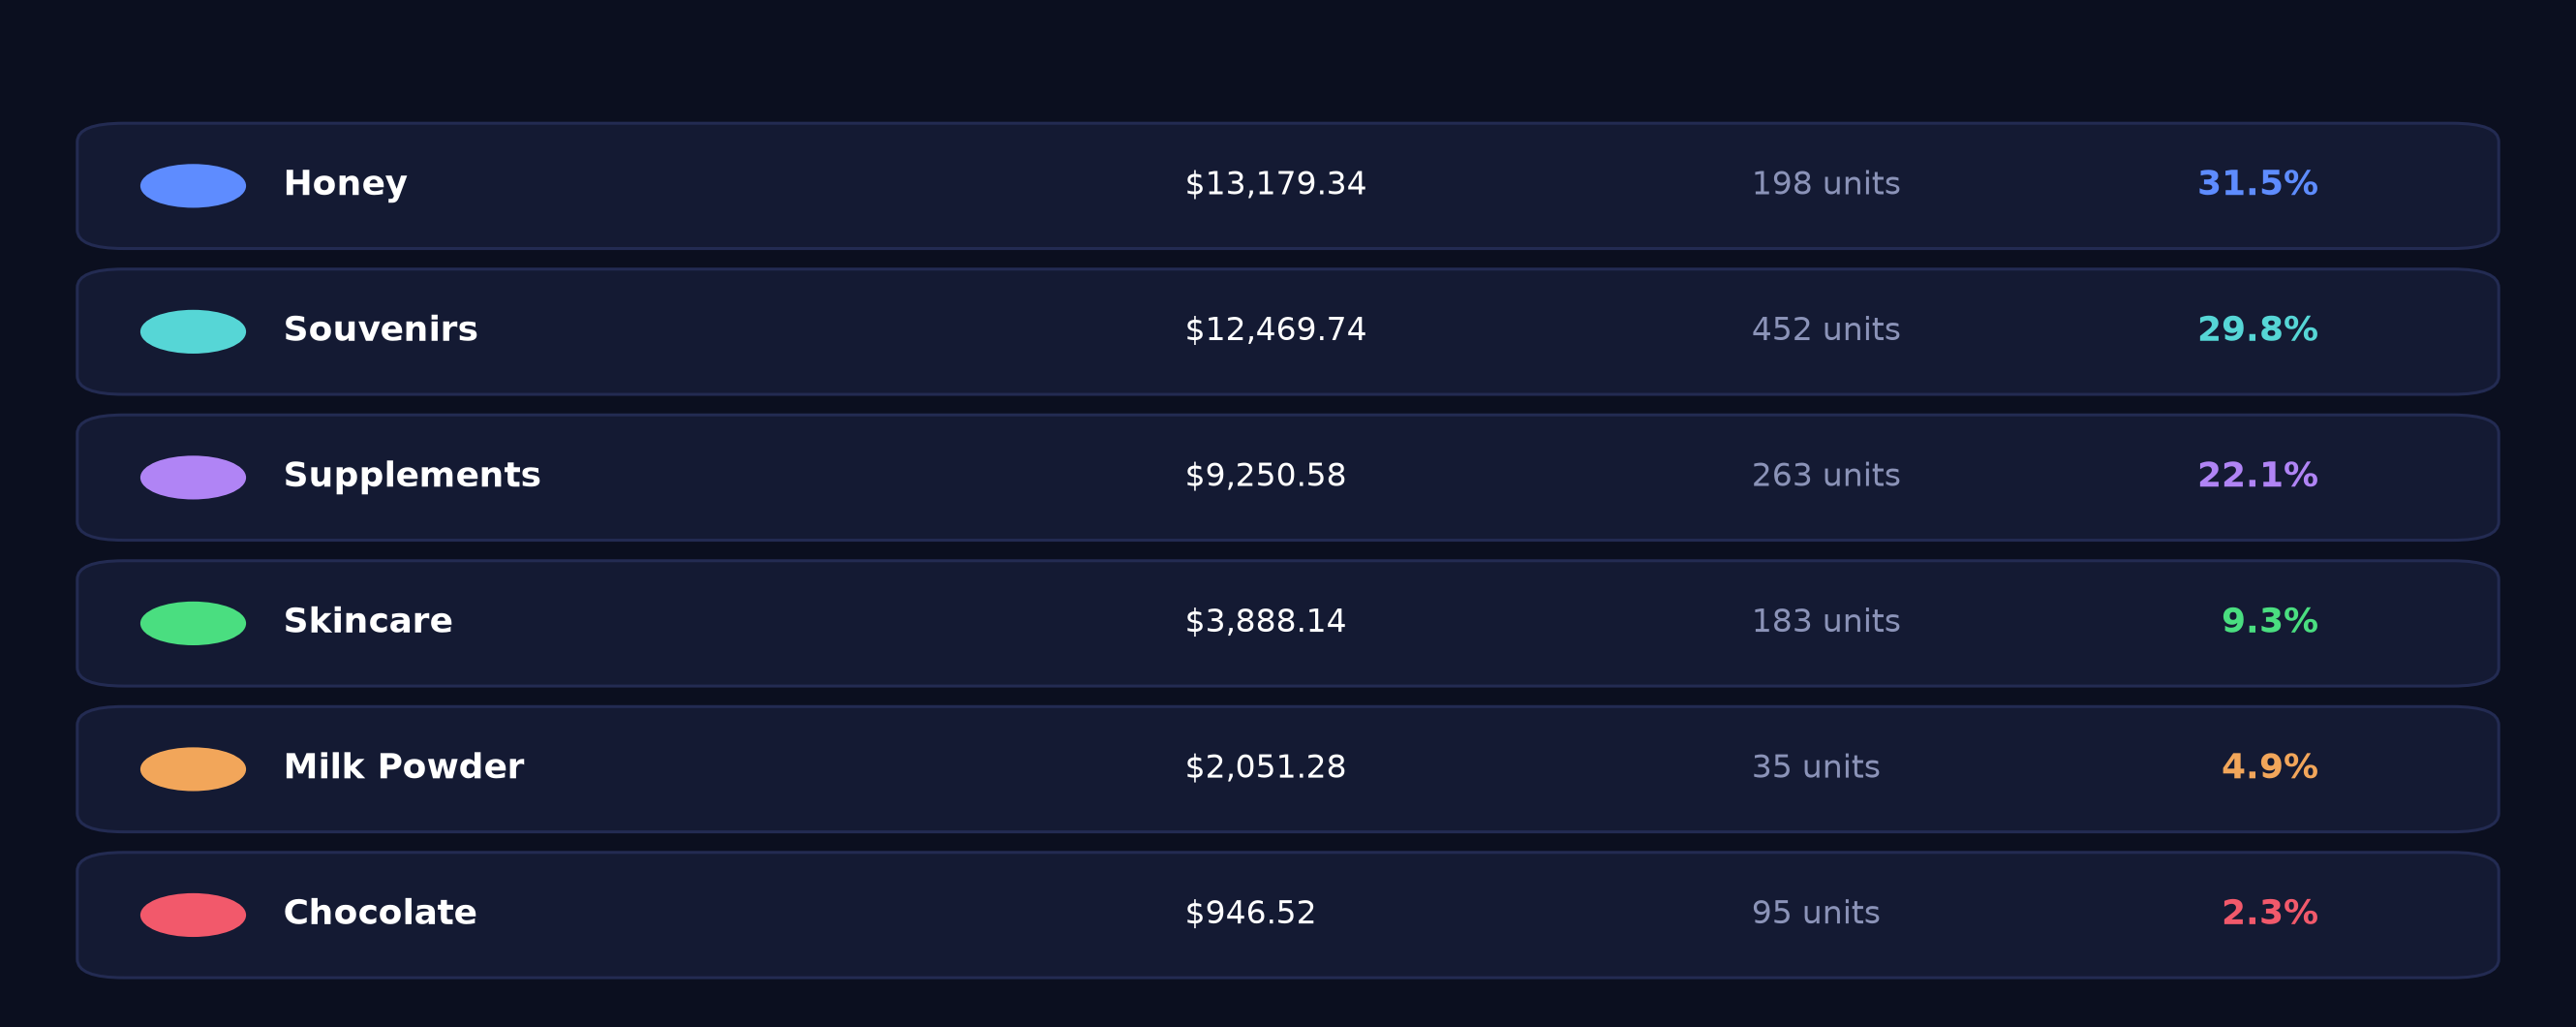 Honey $13,179.34 198 units 31.5%
Souvenirs $12,469.74 452 units 29.8%
Supplements $9,250.58 263 units 22.1%
Skincare $3,888.14 183 units 9.3%
Milk Powder $2,051.28 35 units 4.9%
Chocolate $946.52 95 units 2.3%